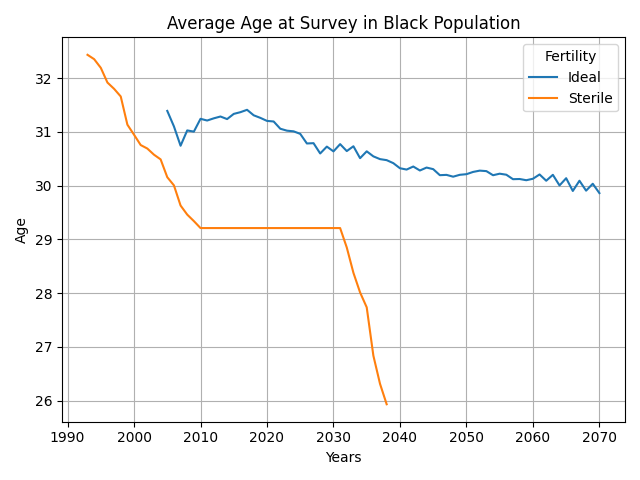 Average Age at Survey in Black Population
Fertility
Ideal
Sterile
Age
32
31
30
29
28
27
26
1990 2000 2010 2020 2030 2040 2050 2060 2070
Years